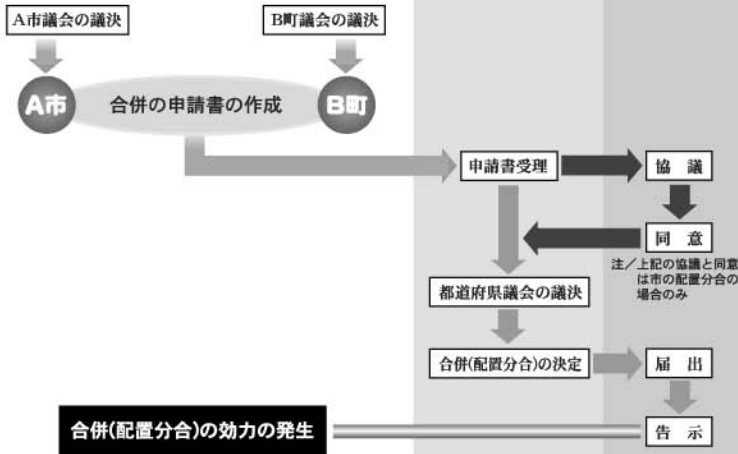 A市議会の議決
B町議会の議決
A市
合併の申請書の作成
B町
申請書受理
協 議
同 意
注／上記の協議と同意
は市の配置分合の
場合のみ
都道府県議会の議決
合併(配置分合)の決定
届 出
合併(配置分合)の効力の発生
告 示